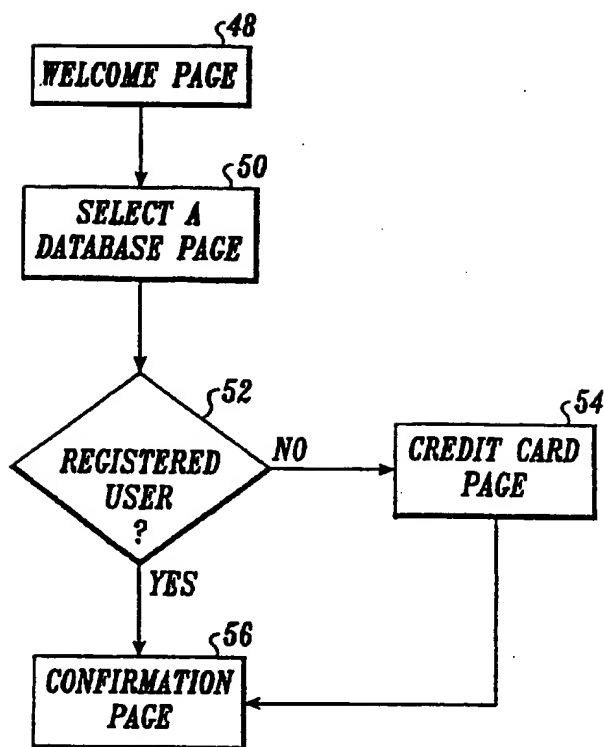 48
WELCOME PAGE
50
SELECT A
DATABASE PAGE
52
REGISTERED
USER
?
NO
54
CREDIT CARD
PAGE
YES
56
CONFIRMATION
PAGE